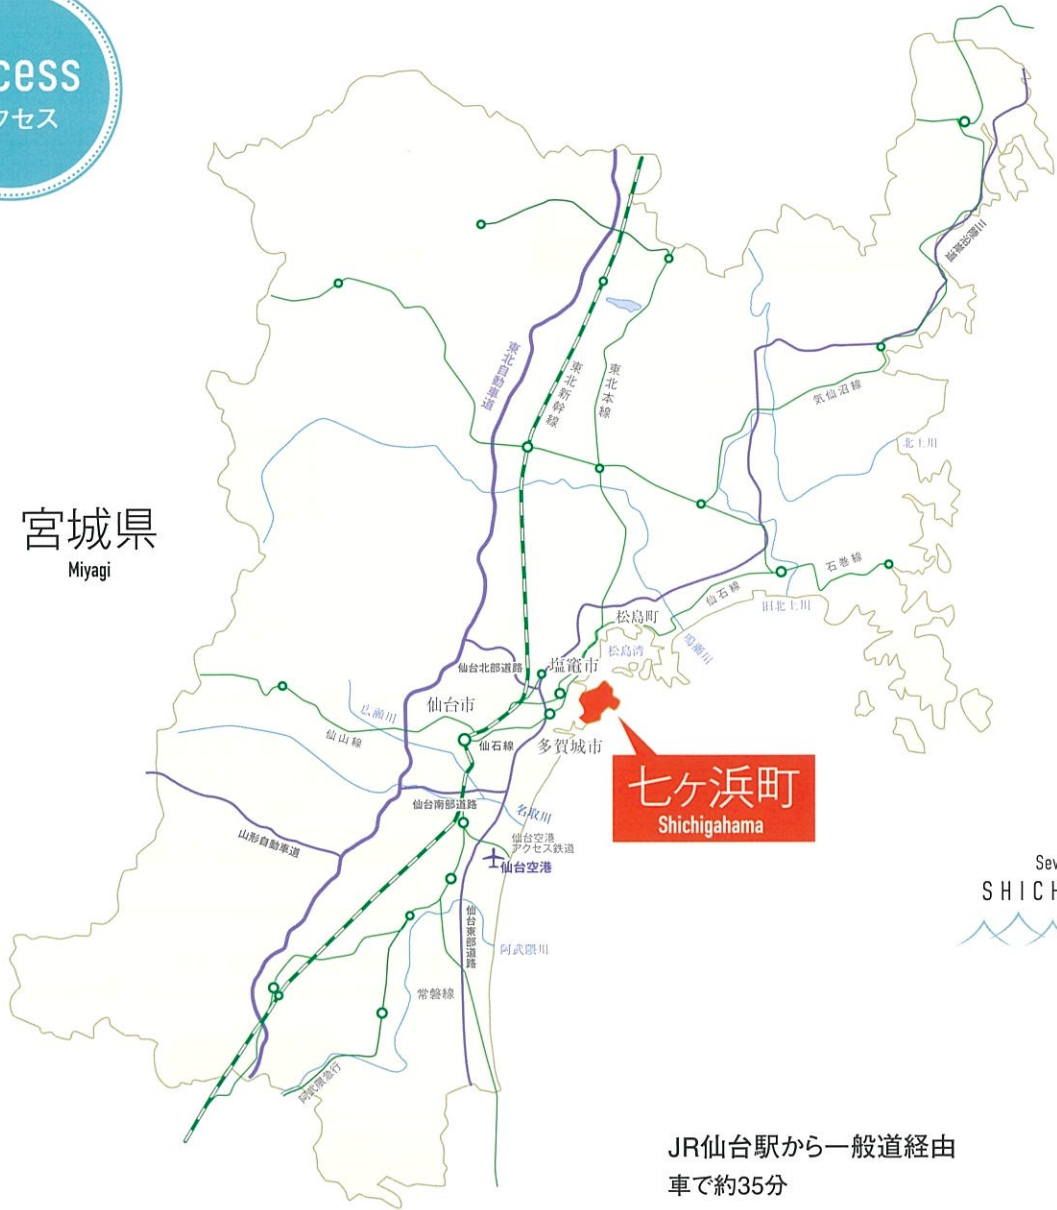 cess
クセス
三陸沿岸道
東北自動車道
東北新幹線
東北本線
気仙沼線
北上川
宮城県
Miyagi
石巻線
仙石線
旧北上川
松島町
松島湾
鳴瀬川
塩竈市
仙台北部道路
仙台市
広瀬川
仙山線
仙石線
多賀城市
七ヶ浜町
Shichigahama
仙台南部道路
名取川
山形自動車道
仙台空港
アクセス鉄道
仙台空港
Sev
SHICH
仙台東部道路
阿武隈川
常磐線
阿武隈急行
JR仙台駅から一般道経由
車で約35分